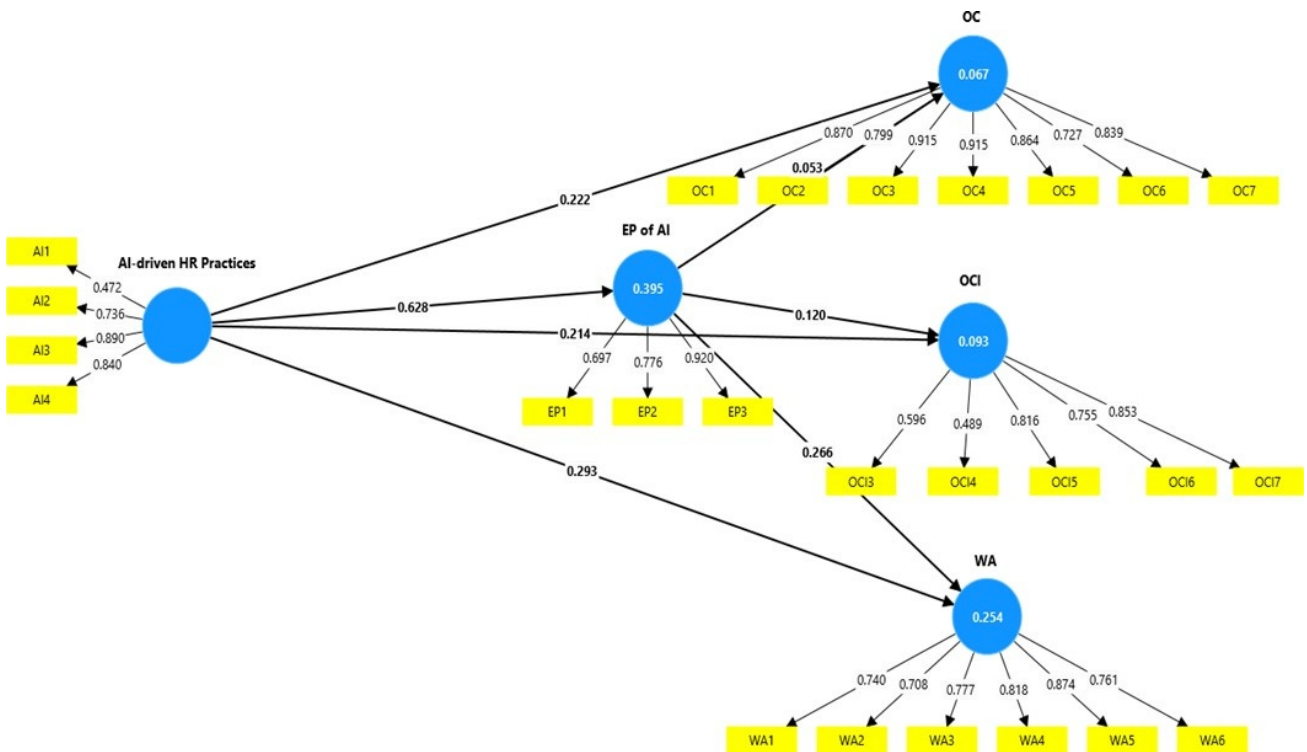 OC
0.067
0.870
0.799
0.915
0.915
0.864
0.727
0.839
OC1
OC2
OC3
OC4
OC5
OC6
OC7
0.053
0.222
EP of AI
0.395
AI-driven HR Practices
AI1
AI2
AI3
AI4
0.472
0.736
0.890
0.840
0.628
0.214
0.120
0.697
0.776
0.920
EP1
EP2
EP3
OCI
0.093
0.596
0.489
0.816
0.755
0.853
OCI3
OCI4
OCI5
OCI6
OCI7
0.266
0.293
WA
0.254
0.740
0.708
0.777
0.818
0.874
0.761
WA1
WA2
WA3
WA4
WA5
WA6